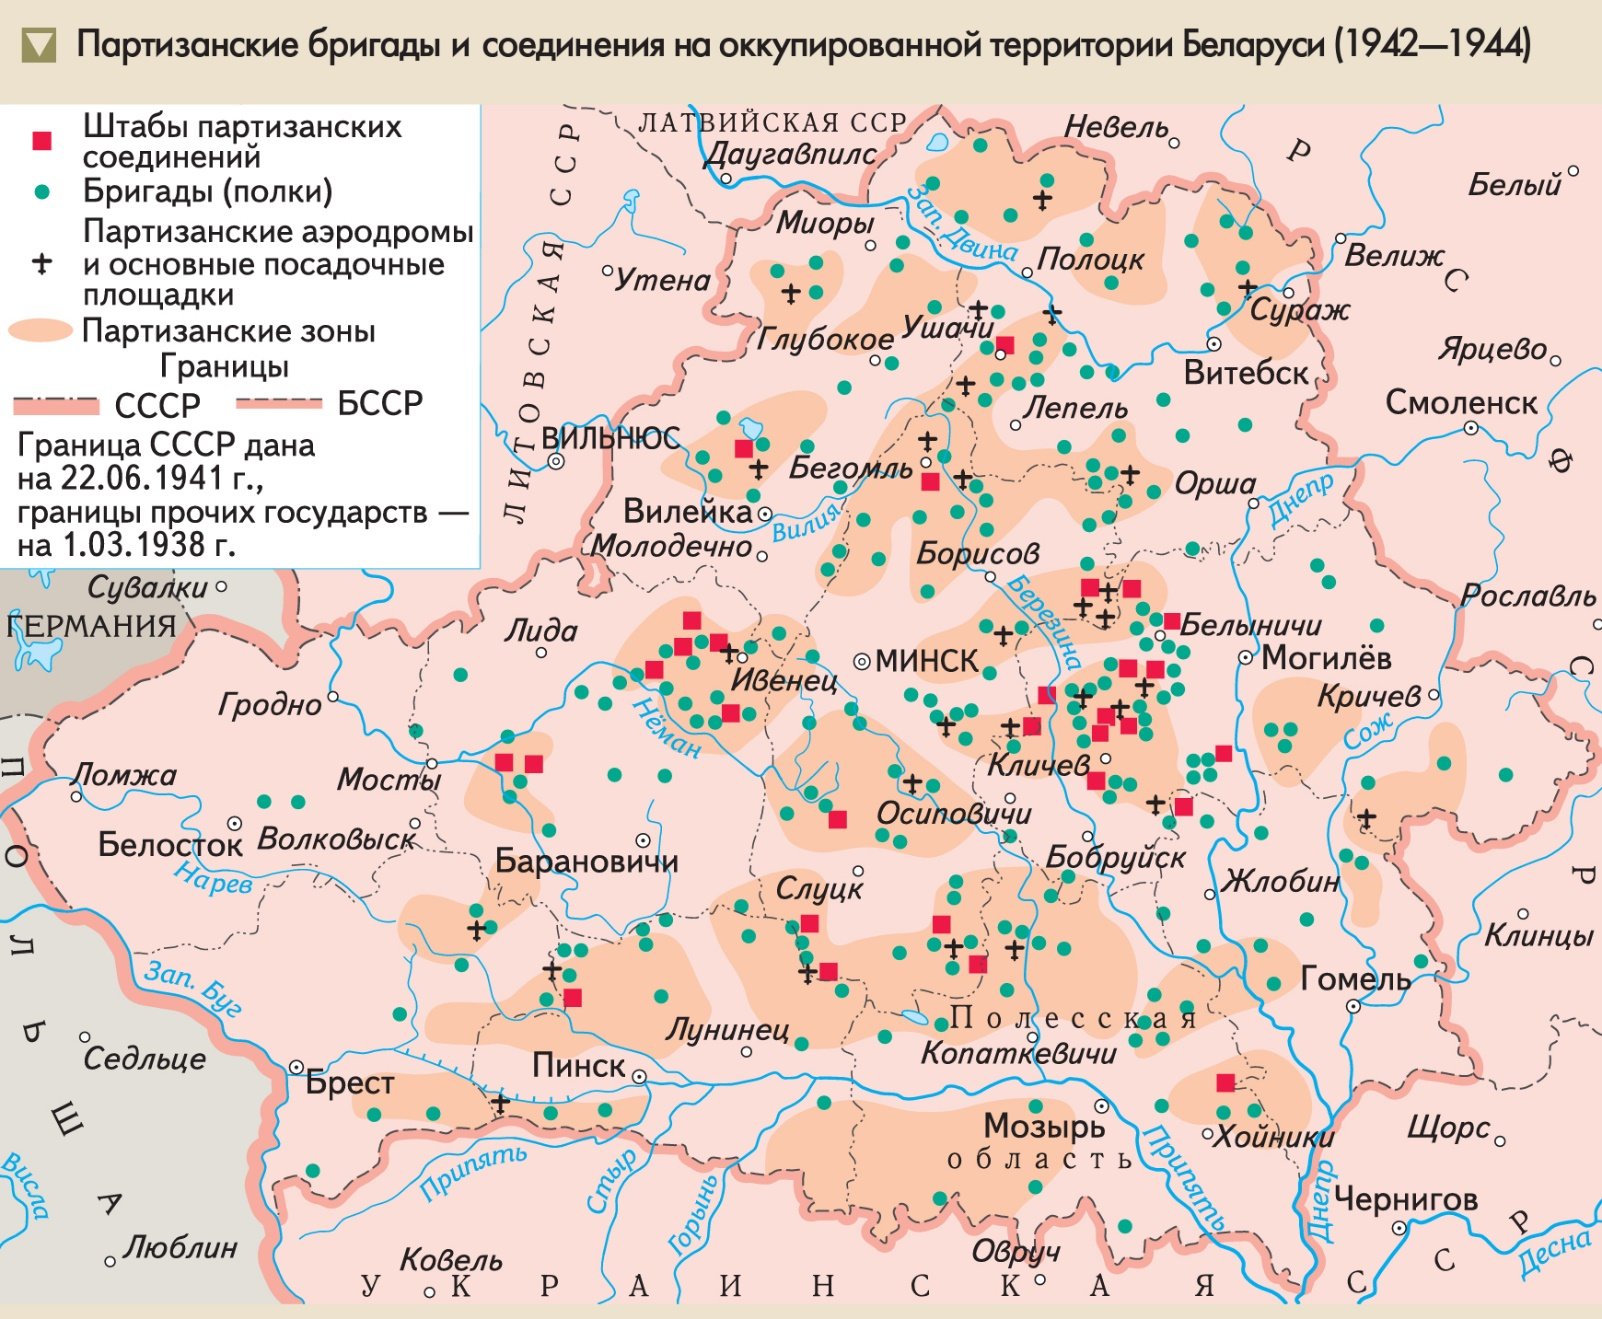 Партизанские бригады и соединения на оккупированной территории Беларуси (1942—1944)
Штабы партизанских
соединений
Бригады (полки)
Партизанские аэродромы
и основные посадочные
площадки
Партизанские зоны
Границы
СССР
БССР
Граница СССР дана
на 22.06.1941 г.,
границы прочих государств —
на 1.03.1938 г.
ЛАТВИЙСКАЯ ССР
ЛИТОВСКАЯ ССР
РСФСР
УКРАИНСКАЯ ССР
ПОЛЬША
ГЕРМАНИЯ
Даугавпилс
Невель
Белый
Миоры
Зап. Двина
Полоцк
Велиж
Утена
Сураж
Глубокое
Ушачи
Витебск
Ярцево
Смоленск
Лепель
ВИЛЬНЮС
Бегомль
Орша
Днепр
Вилейка
Вилия
Молодечно
Борисов
Сувалки
Березина
Рославль
Лида
Белыничи
МИНСК
Могилёв
Ивенец
Кричев
Гродно
Нёман
Сож
Ломжа
Мосты
Кличев
Осиповичи
Белосток
Волковыск
Барановичи
Бобруйск
Нарев
Слуцк
Жлобин
Клинцы
Зап. Буг
Гомель
Полесская
область
Седльце
Лунинец
Копаткевичи
Пинск
Брест
Мозырь
Хойники
Щорс
Висла
Припять
Стыр
Горынь
Припять
Днепр
Чернигов
Люблин
Ковель
Овруч
Десна